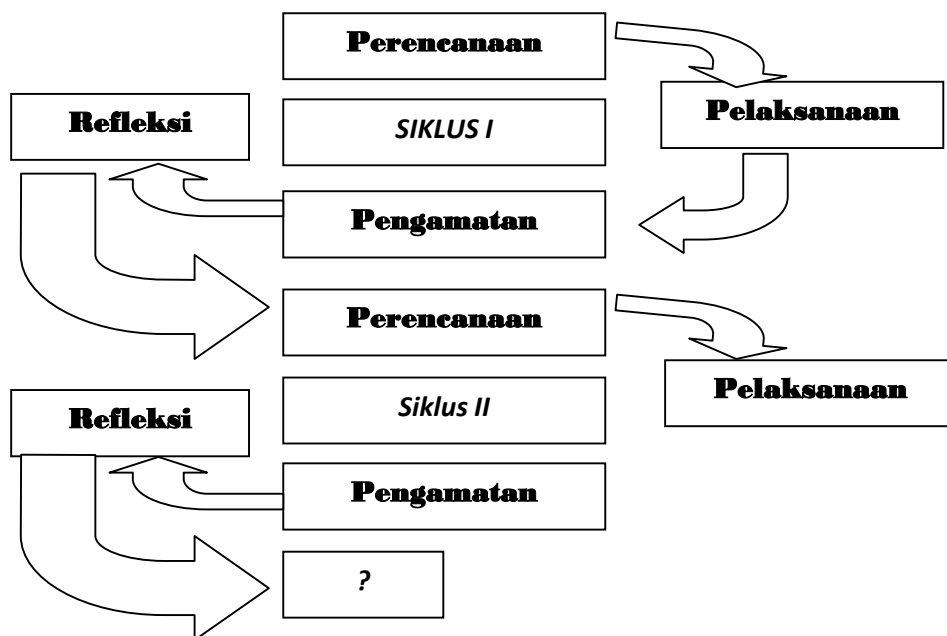 Perencanaan
Refleksi
SIKLUS I
Pelaksanaan
Pengamatan
Perencanaan
Refleksi
Siklus II
Pelaksanaan
Pengamatan
?